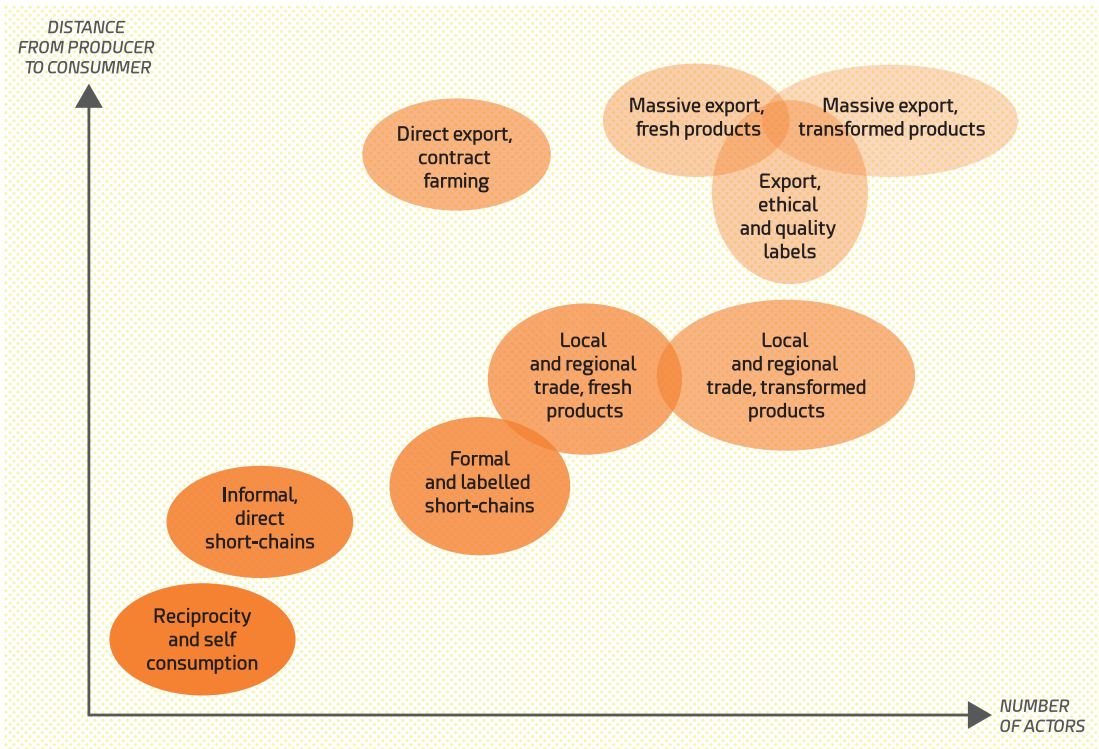 DISTANCE
FROM PRODUCER
TO CONSUMMER
Massive export,
fresh products
Massive export,
transformed products
Direct export,
contract
farming
Export,
ethical
and quality
labels
Local
and regional
trade, fresh
products
Local
and regional
trade, transformed
products
Formal
and labelled
short-chains
Informal,
direct
short-chains
Reciprocity
and self
consumption
NUMBER
OF ACTORS